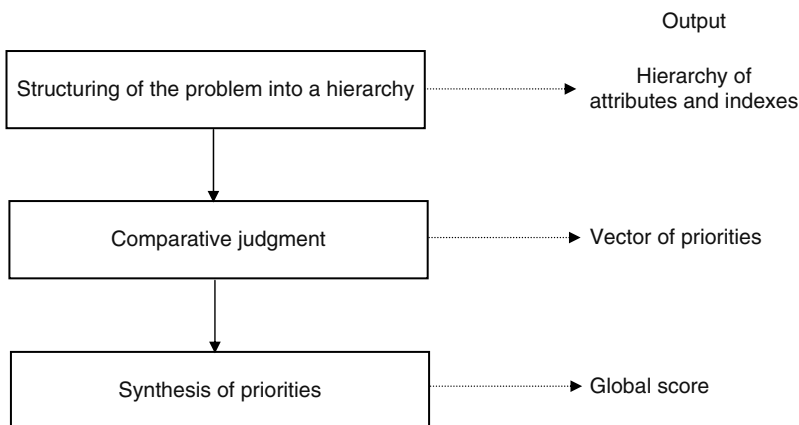 Output
Structuring of the problem into a hierarchy
Hierarchy of
attributes and indexes
Comparative judgment
Vector of priorities
Synthesis of priorities
Global score